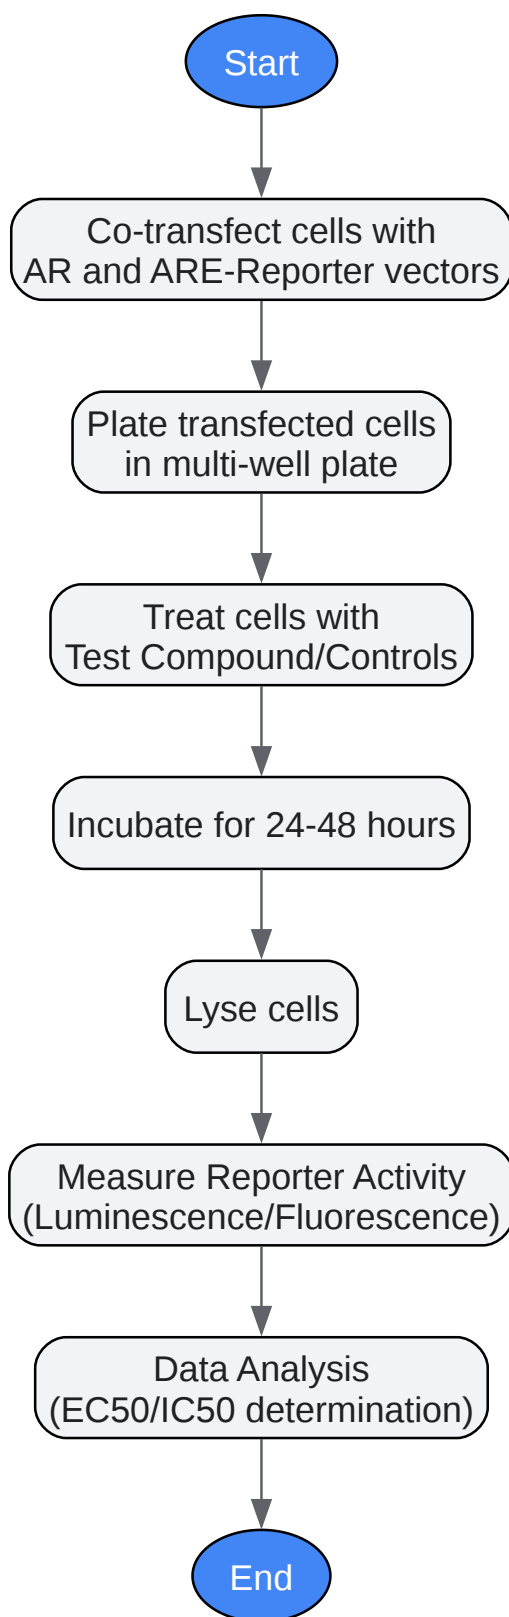 Start
Co-transfect cells with
AR and ARE-Reporter vectors
Plate transfected cells
in multi-well plate
Treat cells with
Test Compound/Controls
Incubate for 24-48 hours
Lyse cells
Measure Reporter Activity
(Luminescence/Fluorescence)
Data Analysis
(EC50/IC50 determination)
End